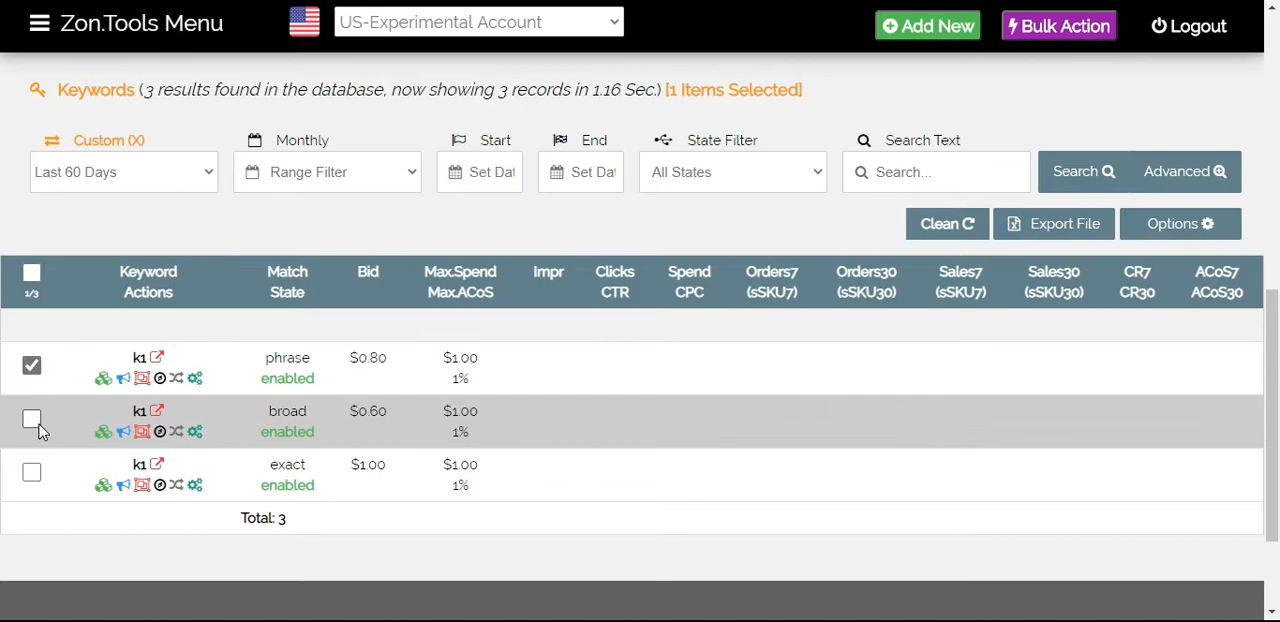 Zon.Tools Menu
US-Experimental Account
Add New
Bulk Action
Logout
Keywords (3 results found in the database, now showing 3 records in 1.16 Sec.) [1 Items Selected]
Custom (X)
Monthly
Start
End
State Filter
Search Text
Last 60 Days
Range Filter
Set Dat
Set Dat
All States
Search...
Search
Advanced
Clean
Export File
Options
1/3
Keyword Actions
Match State
Bid
Max.Spend Max.ACoS
Impr
Clicks CTR
Spend CPC
Orders7 (sSKU7)
Orders30 (sSKU30)
Sales7 (sSKU7)
Sales30 (sSKU30)
CR7 CR30
ACoS7 ACoS30
k1 phrase $0.80 $1.00
enabled 1%
k1 broad $0.60 $1.00
enabled 1%
k1 exact $1.00 $1.00
enabled 1%
Total: 3